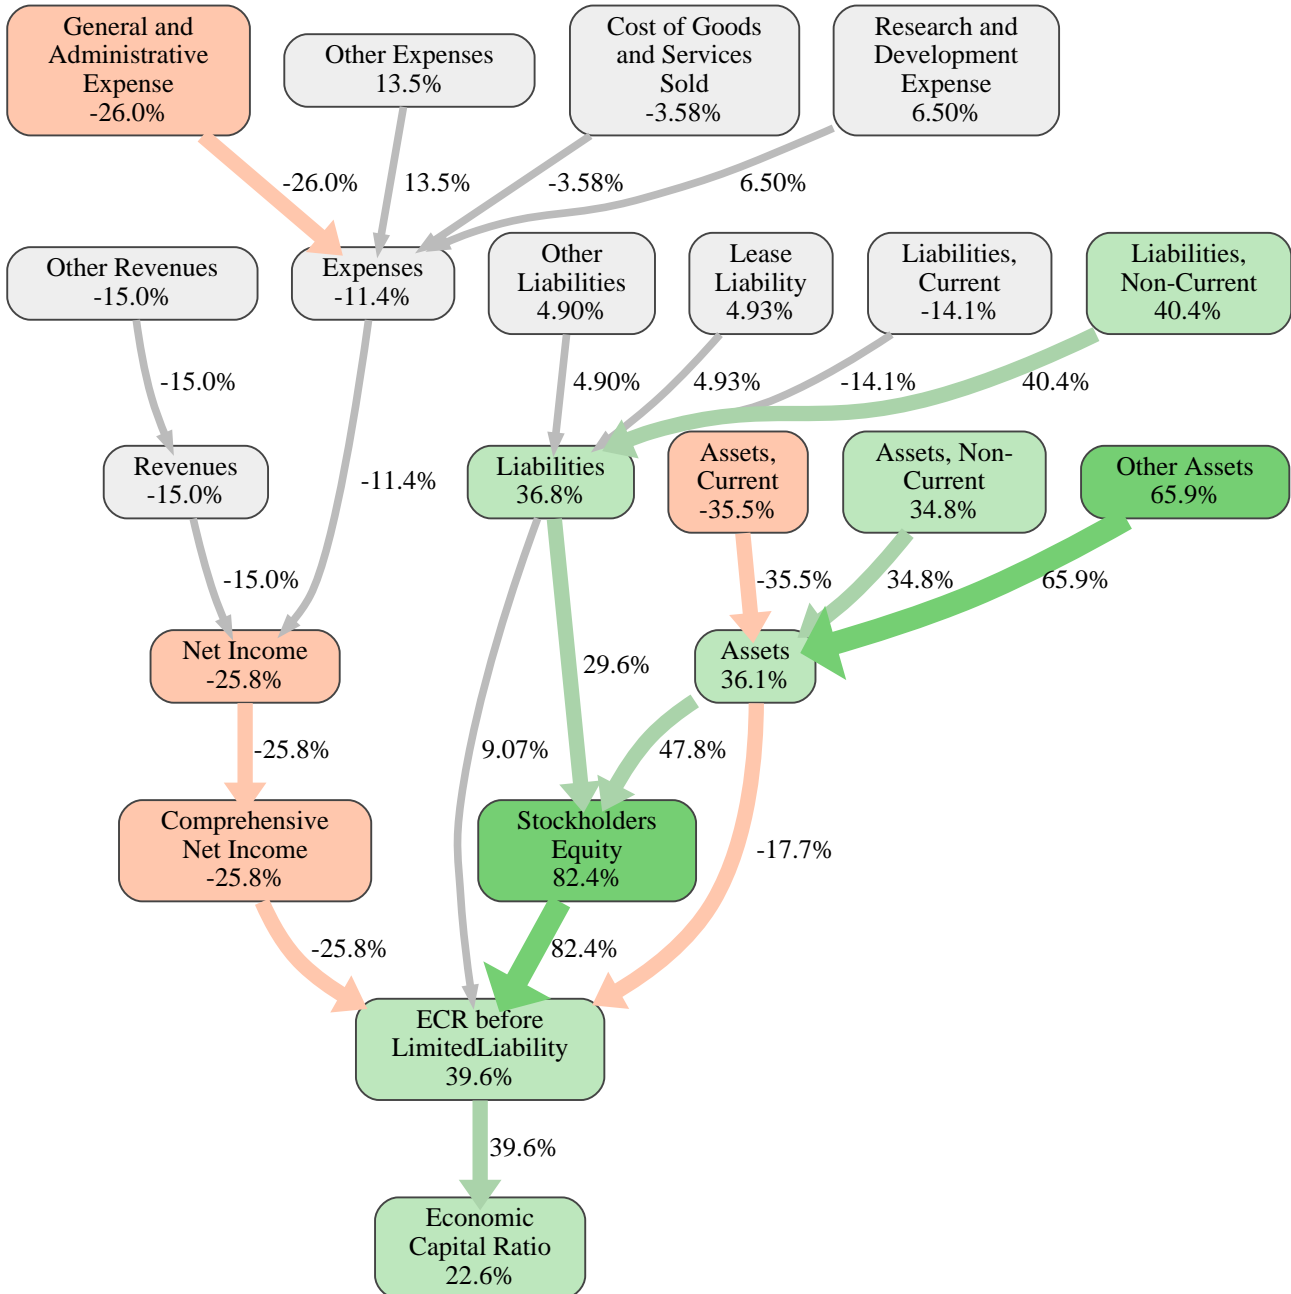 General and
Administrative
Expense
-26.0%
Other Expenses
13.5%
Cost of Goods
and Services
Sold
-3.58%
Research and
Development
Expense
6.50%
-26.0%
13.5%
-3.58%
6.50%
Other Revenues
-15.0%
Expenses
-11.4%
Other
Liabilities
4.90%
Lease
Liability
4.93%
Liabilities,
Current
-14.1%
Liabilities,
Non-Current
40.4%
-15.0%
4.90%
4.93%
-14.1%
40.4%
Revenues
-15.0%
-11.4%
Liabilities
36.8%
Assets,
Current
-35.5%
Assets, Non-
Current
34.8%
Other Assets
65.9%
-15.0%
-35.5%
34.8%
65.9%
Net Income
-25.8%
29.6%
Assets
36.1%
-25.8%
9.07%
47.8%
Comprehensive
Net Income
-25.8%
Stockholders
Equity
82.4%
-17.7%
-25.8%
82.4%
ECR before
LimitedLiability
39.6%
39.6%
Economic
Capital Ratio
22.6%